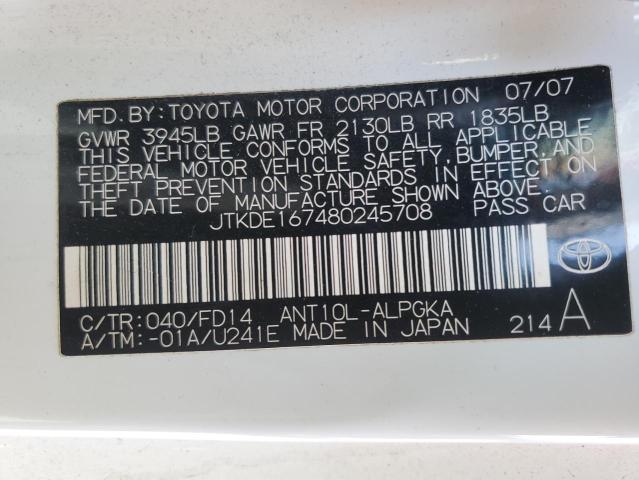 MFD. BY: TOYOTA MOTOR CORPORATION 07/07
GVWR 3945LB GAWR FR 2130LB RR 1835LB
THIS VEHICLE CONFORMS TO ALL APPLICABLE
FEDERAL MOTOR VEHICLE SAFETY, BUMPER, AND
THEFT PREVENTION STANDARDS IN EFFECT ON
THE DATE OF MANUFACTURE SHOWN ABOVE.
JTKDE167480245708 PASS CAR
C/TR: 040/FD14 ANT10L-ALPGKA
A/TM: -01A/U241E MADE IN JAPAN 214 A